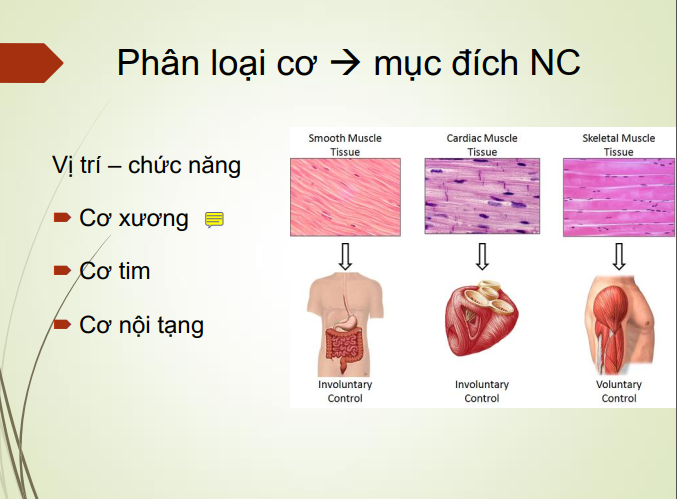 Phân loại cơ → mục đích NC
Vị trí – chức năng
Cơ xương
Cơ tim
Cơ nội tạng
Smooth Muscle
Tissue
Cardiac Muscle
Tissue
Skeletal Muscle
Tissue
Involuntary
Control
Involuntary
Control
Voluntary
Control